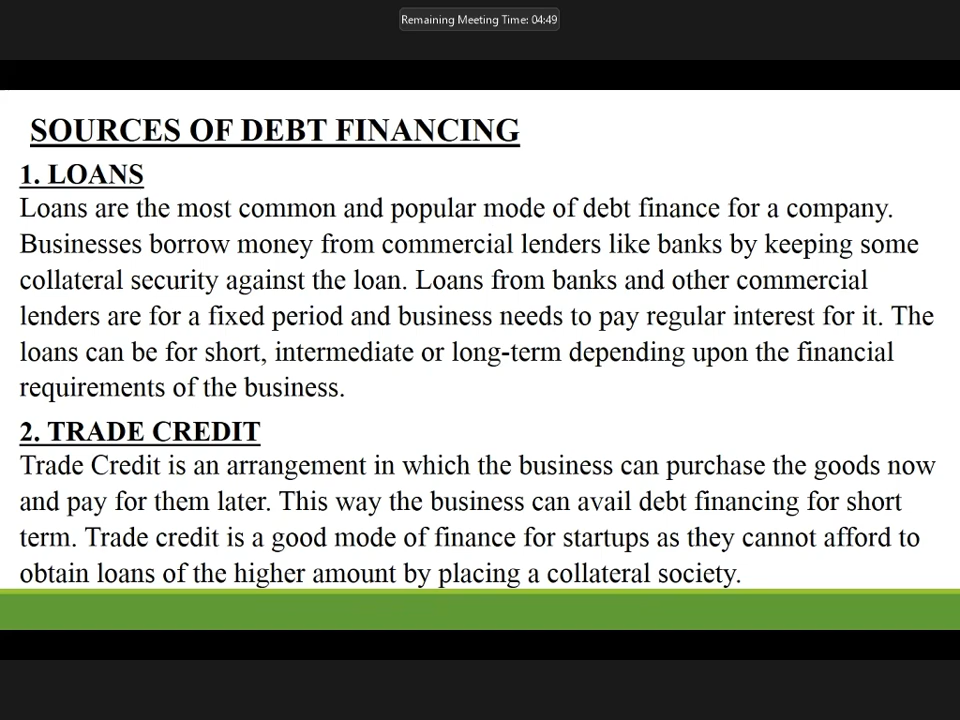 Remaining Meeting Time: 04:49
SOURCES OF DEBT FINANCING
1. LOANS
Loans are the most common and popular mode of debt finance for a company.
Businesses borrow money from commercial lenders like banks by keeping some
collateral security against the loan. Loans from banks and other commercial
lenders are for a fixed period and business needs to pay regular interest for it. The
loans can be for short, intermediate or long-term depending upon the financial
requirements of the business.
2. TRADE CREDIT
Trade Credit is an arrangement in which the business can purchase the goods now
and pay for them later. This way the business can avail debt financing for short
term. Trade credit is a good mode of finance for startups as they cannot afford to
obtain loans of the higher amount by placing a collateral society.